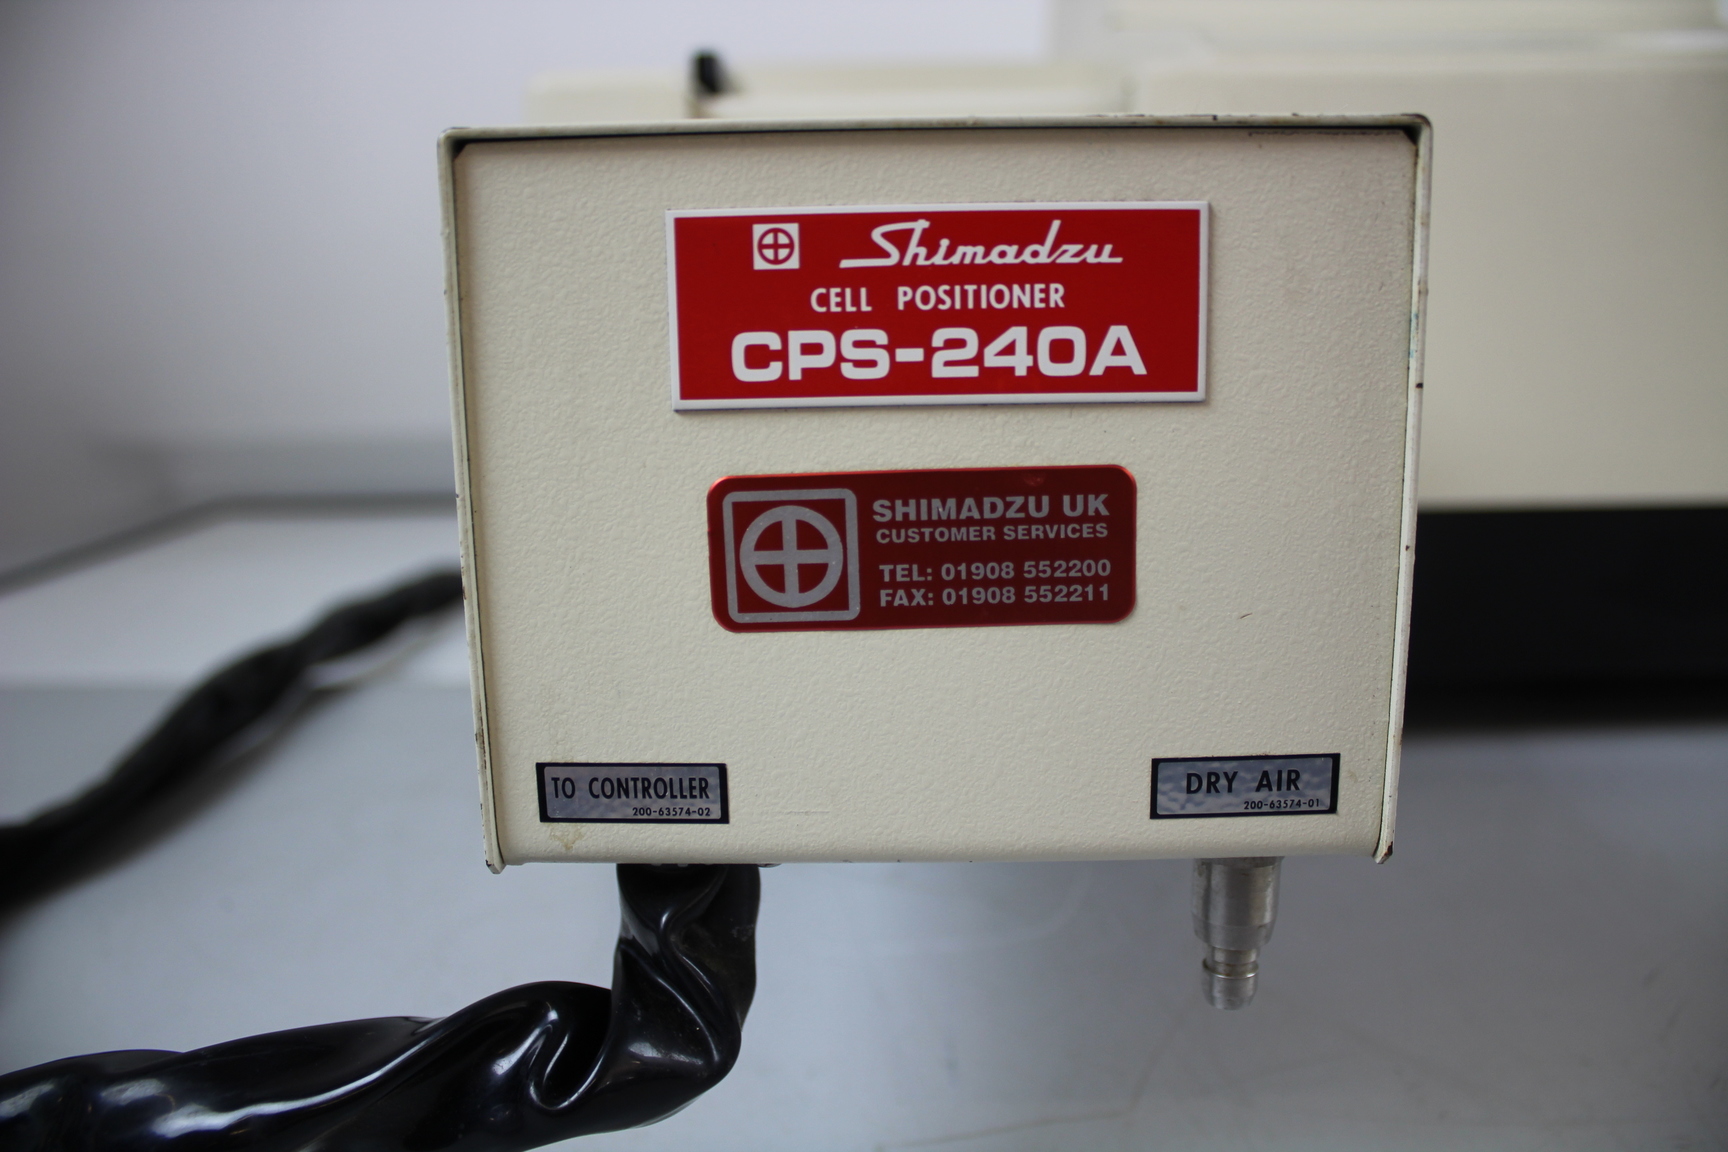 Shimadzu
CELL POSITIONER
CPS-240A
SHIMADZU UK
CUSTOMER SERVICES
TEL: 01908 552200
FAX: 01908 552211
TO CONTROLLER
200-63574-02
DRY AIR
200-63574-01